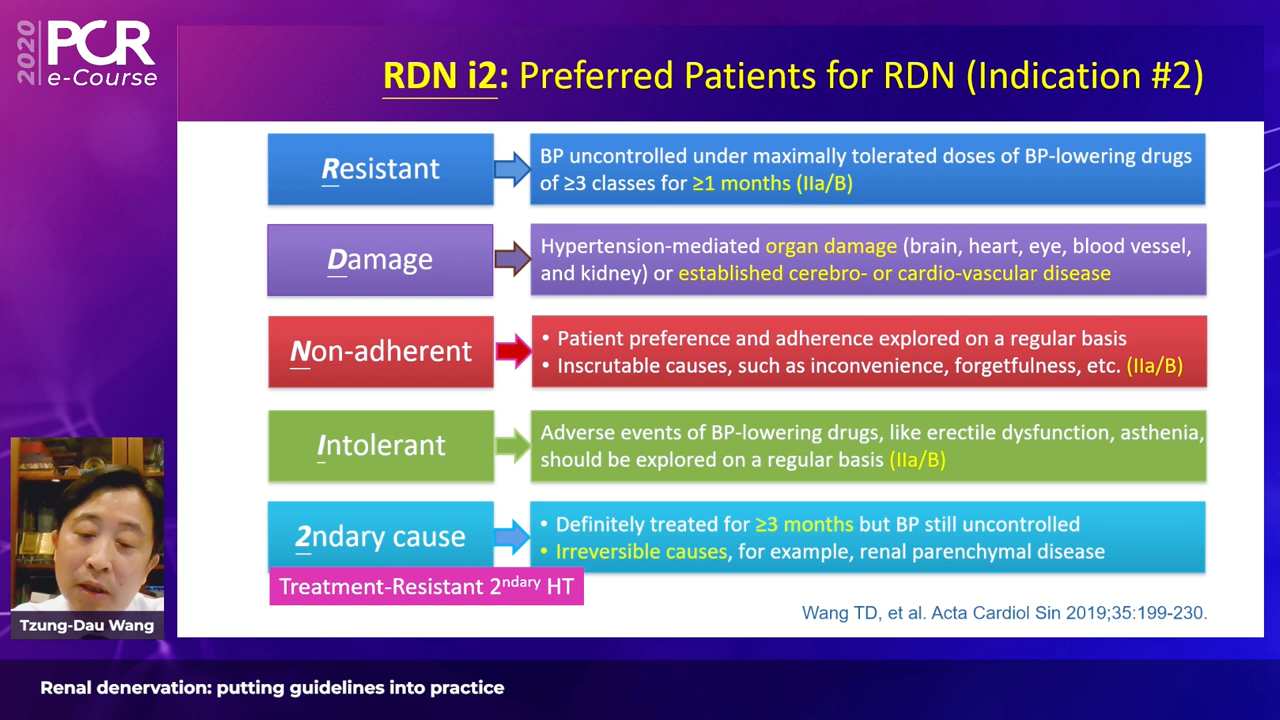 2020
PCR
e-Course
RDN i2: Preferred Patients for RDN (Indication #2)
Resistant
BP uncontrolled under maximally tolerated doses of BP-lowering drugs
of ≥3 classes for ≥1 months (IIa/B)
Damage
Hypertension-mediated organ damage (brain, heart, eye, blood vessel,
and kidney) or established cerebro- or cardio-vascular disease
Non-adherent
• Patient preference and adherence explored on a regular basis
• Inscrutable causes, such as inconvenience, forgetfulness, etc. (IIa/B)
Intolerant
Adverse events of BP-lowering drugs, like erectile dysfunction, asthenia,
should be explored on a regular basis (IIa/B)
2ndary cause
• Definitely treated for ≥3 months but BP still uncontrolled
• Irreversible causes, for example, renal parenchymal disease
Treatment-Resistant 2ndary HT
Wang TD, et al. Acta Cardiol Sin 2019;35:199-230.
Tzung-Dau Wang
Renal denervation: putting guidelines into practice